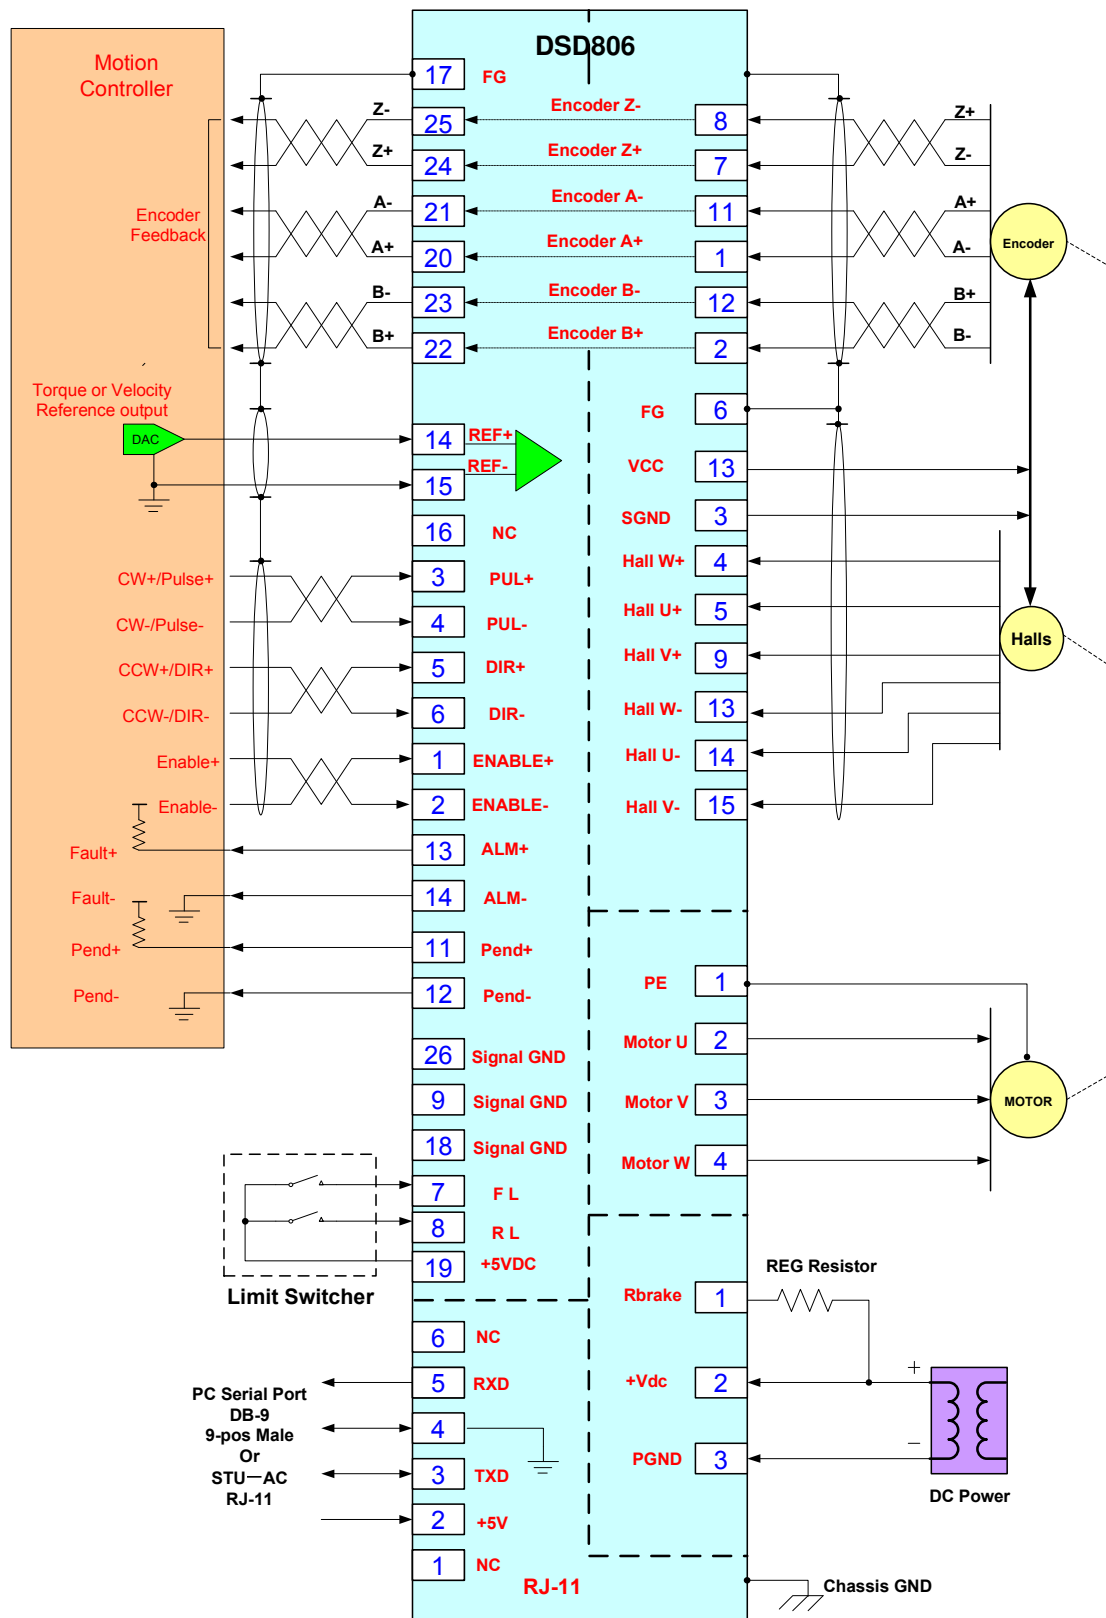 DSD806
Motion
Controller
17 FG
Z- 25 Encoder Z- 8 Z+
Z+ 24 Encoder Z+ 7 Z-
A- 21 Encoder A- 11 A+
Encoder
Feedback
A+ 20 Encoder A+ 1 A-
Encoder
B- 23 Encoder B- 12 B+
B+ 22 Encoder B+ 2 B-
Torque or Velocity
Reference output
FG 6
DAC
14 REF+
REF-
15
VCC 13
16 NC
SGND 3
CW+/Pulse+ 3 PUL+
Hall W+ 4
CW-/Pulse- 4 PUL-
Hall U+ 5
Halls
CCW+/DIR+ 5 DIR+
Hall V+ 9
CCW-/DIR- 6 DIR-
Hall W- 13
Enable+ 1 ENABLE+
Hall U- 14
Enable- 2 ENABLE-
Hall V- 15
Fault+ 13 ALM+
Fault- 14 ALM-
Pend+ 11 Pend+
Pend- 12 Pend-
PE 1
26 Signal GND
Motor U 2
9 Signal GND
Motor V 3
MOTOR
18 Signal GND
Motor W 4
7 F L
8 R L
19 +5VDC
Limit Switcher
REG Resistor
Rbrake 1
6 NC
5 RXD
+Vdc 2 +
4
PGND 3 –
DC Power
3 TXD
2 +5V
1 NC
PC Serial Port
DB-9
9-pos Male
Or
STU—AC
RJ-11
RJ-11
Chassis GND